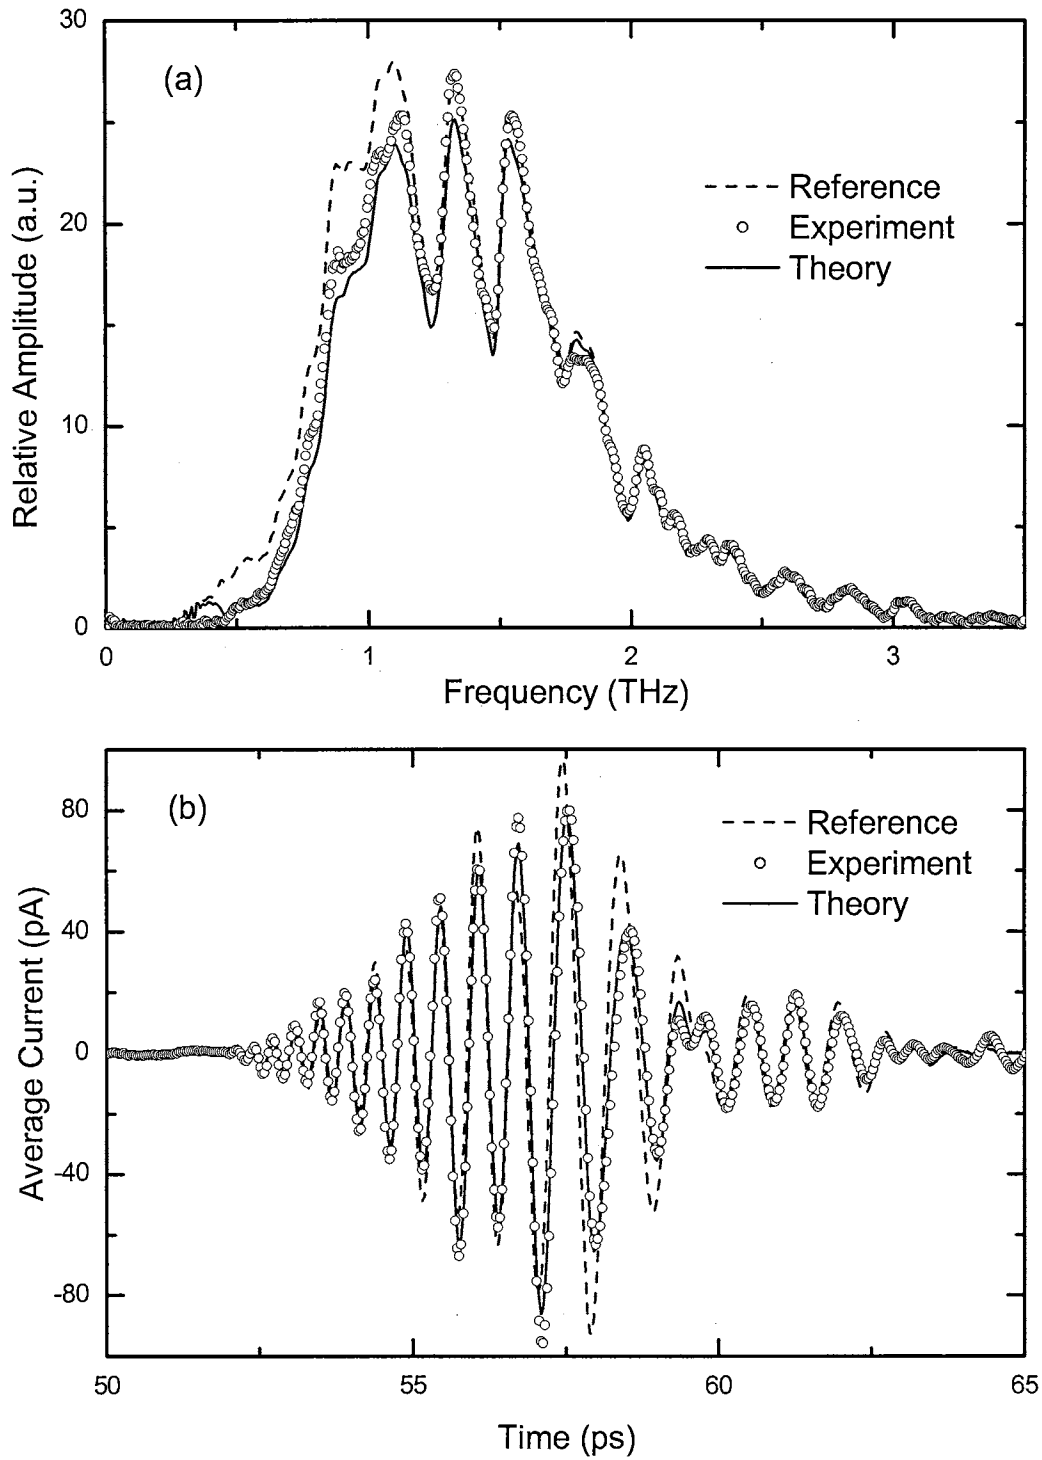 30
20
10
0
(a)
Reference
Experiment
Theory
Relative Amplitude (a.u.)
0 1 2 3
Frequency (THz)
80
40
0
-40
-80
(b)
Reference
Experiment
Theory
Average Current (pA)
50 55 60 65
Time (ps)